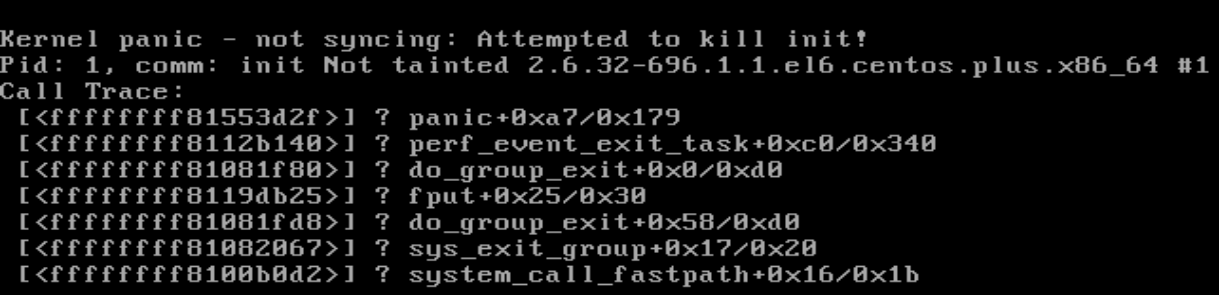 Kernel panic - not syncing: Attempted to kill init!
Pid: 1, comm: init Not tainted 2.6.32-696.1.1.el6.centos.plus.x86_64 #1
Call Trace:
[<ffffffff81553d2f>] ? panic+0xa7/0x179
[<ffffffff8112b140>] ? perf_event_exit_task+0xc0/0x340
[<ffffffff81081f80>] ? do_group_exit+0x0/0xd0
[<ffffffff8119db25>] ? fput+0x25/0x30
[<ffffffff81081fd8>] ? do_group_exit+0x58/0xd0
[<ffffffff81082067>] ? sys_exit_group+0x17/0x20
[<ffffffff8100b0d2>] ? system_call_fastpath+0x16/0x1b